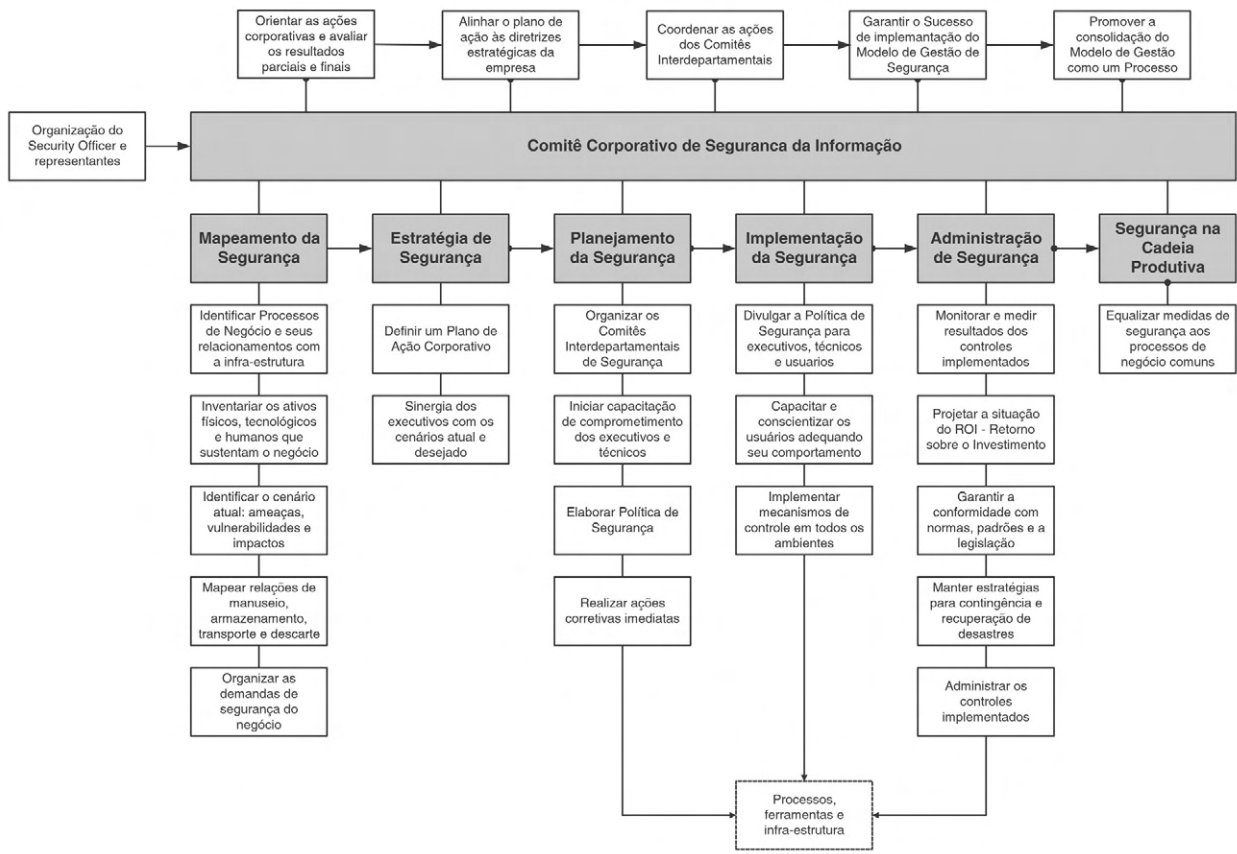 Orientar as ações
corporativas e avaliar
os resultados
parciais e finais
Alinhar o plano de
ação às diretrizes
estratégicas da
empresa
Coordenar as ações
dos Comitês
Interdepartamentais
Garantir o Sucesso
de implemantação do
Modelo de Gestão de
Segurança
Promover a
consolidação do
Modelo de Gestão
como um Processo
Organização do
Security Officer e
representantes
Comitê Corporativo de Seguranca da Informação
Mapeamento da
Segurança
Estratégia de
Segurança
Planejamento
da Segurança
Implementação
da Segurança
Administração
de Segurança
Segurança na
Cadeia
Produtiva
Identificar Processos
de Negócio e seus
relacionamentos com
a infra-estrutura
Inventariar os ativos
físicos, tecnológicos
e humanos que
sustentam o negócio
Identificar o cenário
atual: ameaças,
vulnerabilidades e
impactos
Mapear relações de
manuseio,
armazenamento,
transporte e descarte
Organizar as
demandas de
segurança do
negócio
Definir um Plano de
Ação Corporativo
Sinergia dos
executivos com os
cenários atual e
desejado
Organizar os
Comitês
Interdepartamentais
de Segurança
Iniciar capacitação
de comprometimento
dos executivos e
técnicos
Elaborar Política de
Segurança
Realizar ações
corretivas imediatas
Divulgar a Política de
Segurança para
executivos, técnicos
e usuarios
Capacitar e
conscientizar os
usuários adequando
seu comportamento
Implementar
mecanismos de
controle em todos os
ambientes
Monitorar e medir
resultados dos
controles
implementados
Projetar a situação
do ROI - Retorno
sobre o Investimento
Garantir a
conformidade com
normas, padrões e a
legislação
Manter estratégias
para contingência e
recuperação de
desastres
Administrar os
controles
implementados
Equalizar medidas de
segurança aos
processos de
negócio comuns
Processos,
ferramentas e
infra-estrutura